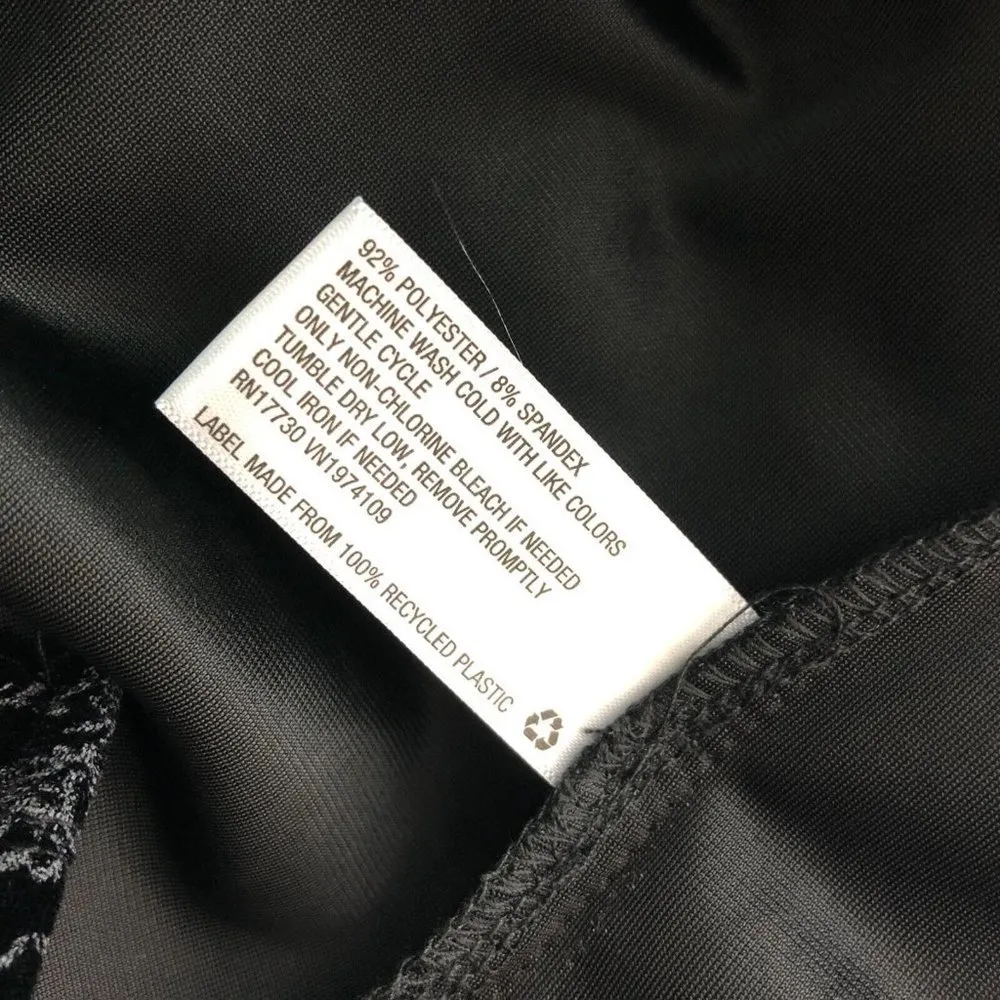 92% POLYESTER / 8% SPANDEX
MACHINE WASH COLD WITH LIKE COLORS
GENTLE CYCLE
ONLY NON-CHLORINE BLEACH IF NEEDED
TUMBLE DRY LOW, REMOVE PROMPTLY
COOL IRON IF NEEDED
RN17730 VN1974109
LABEL MADE FROM 100% RECYCLED PLASTIC